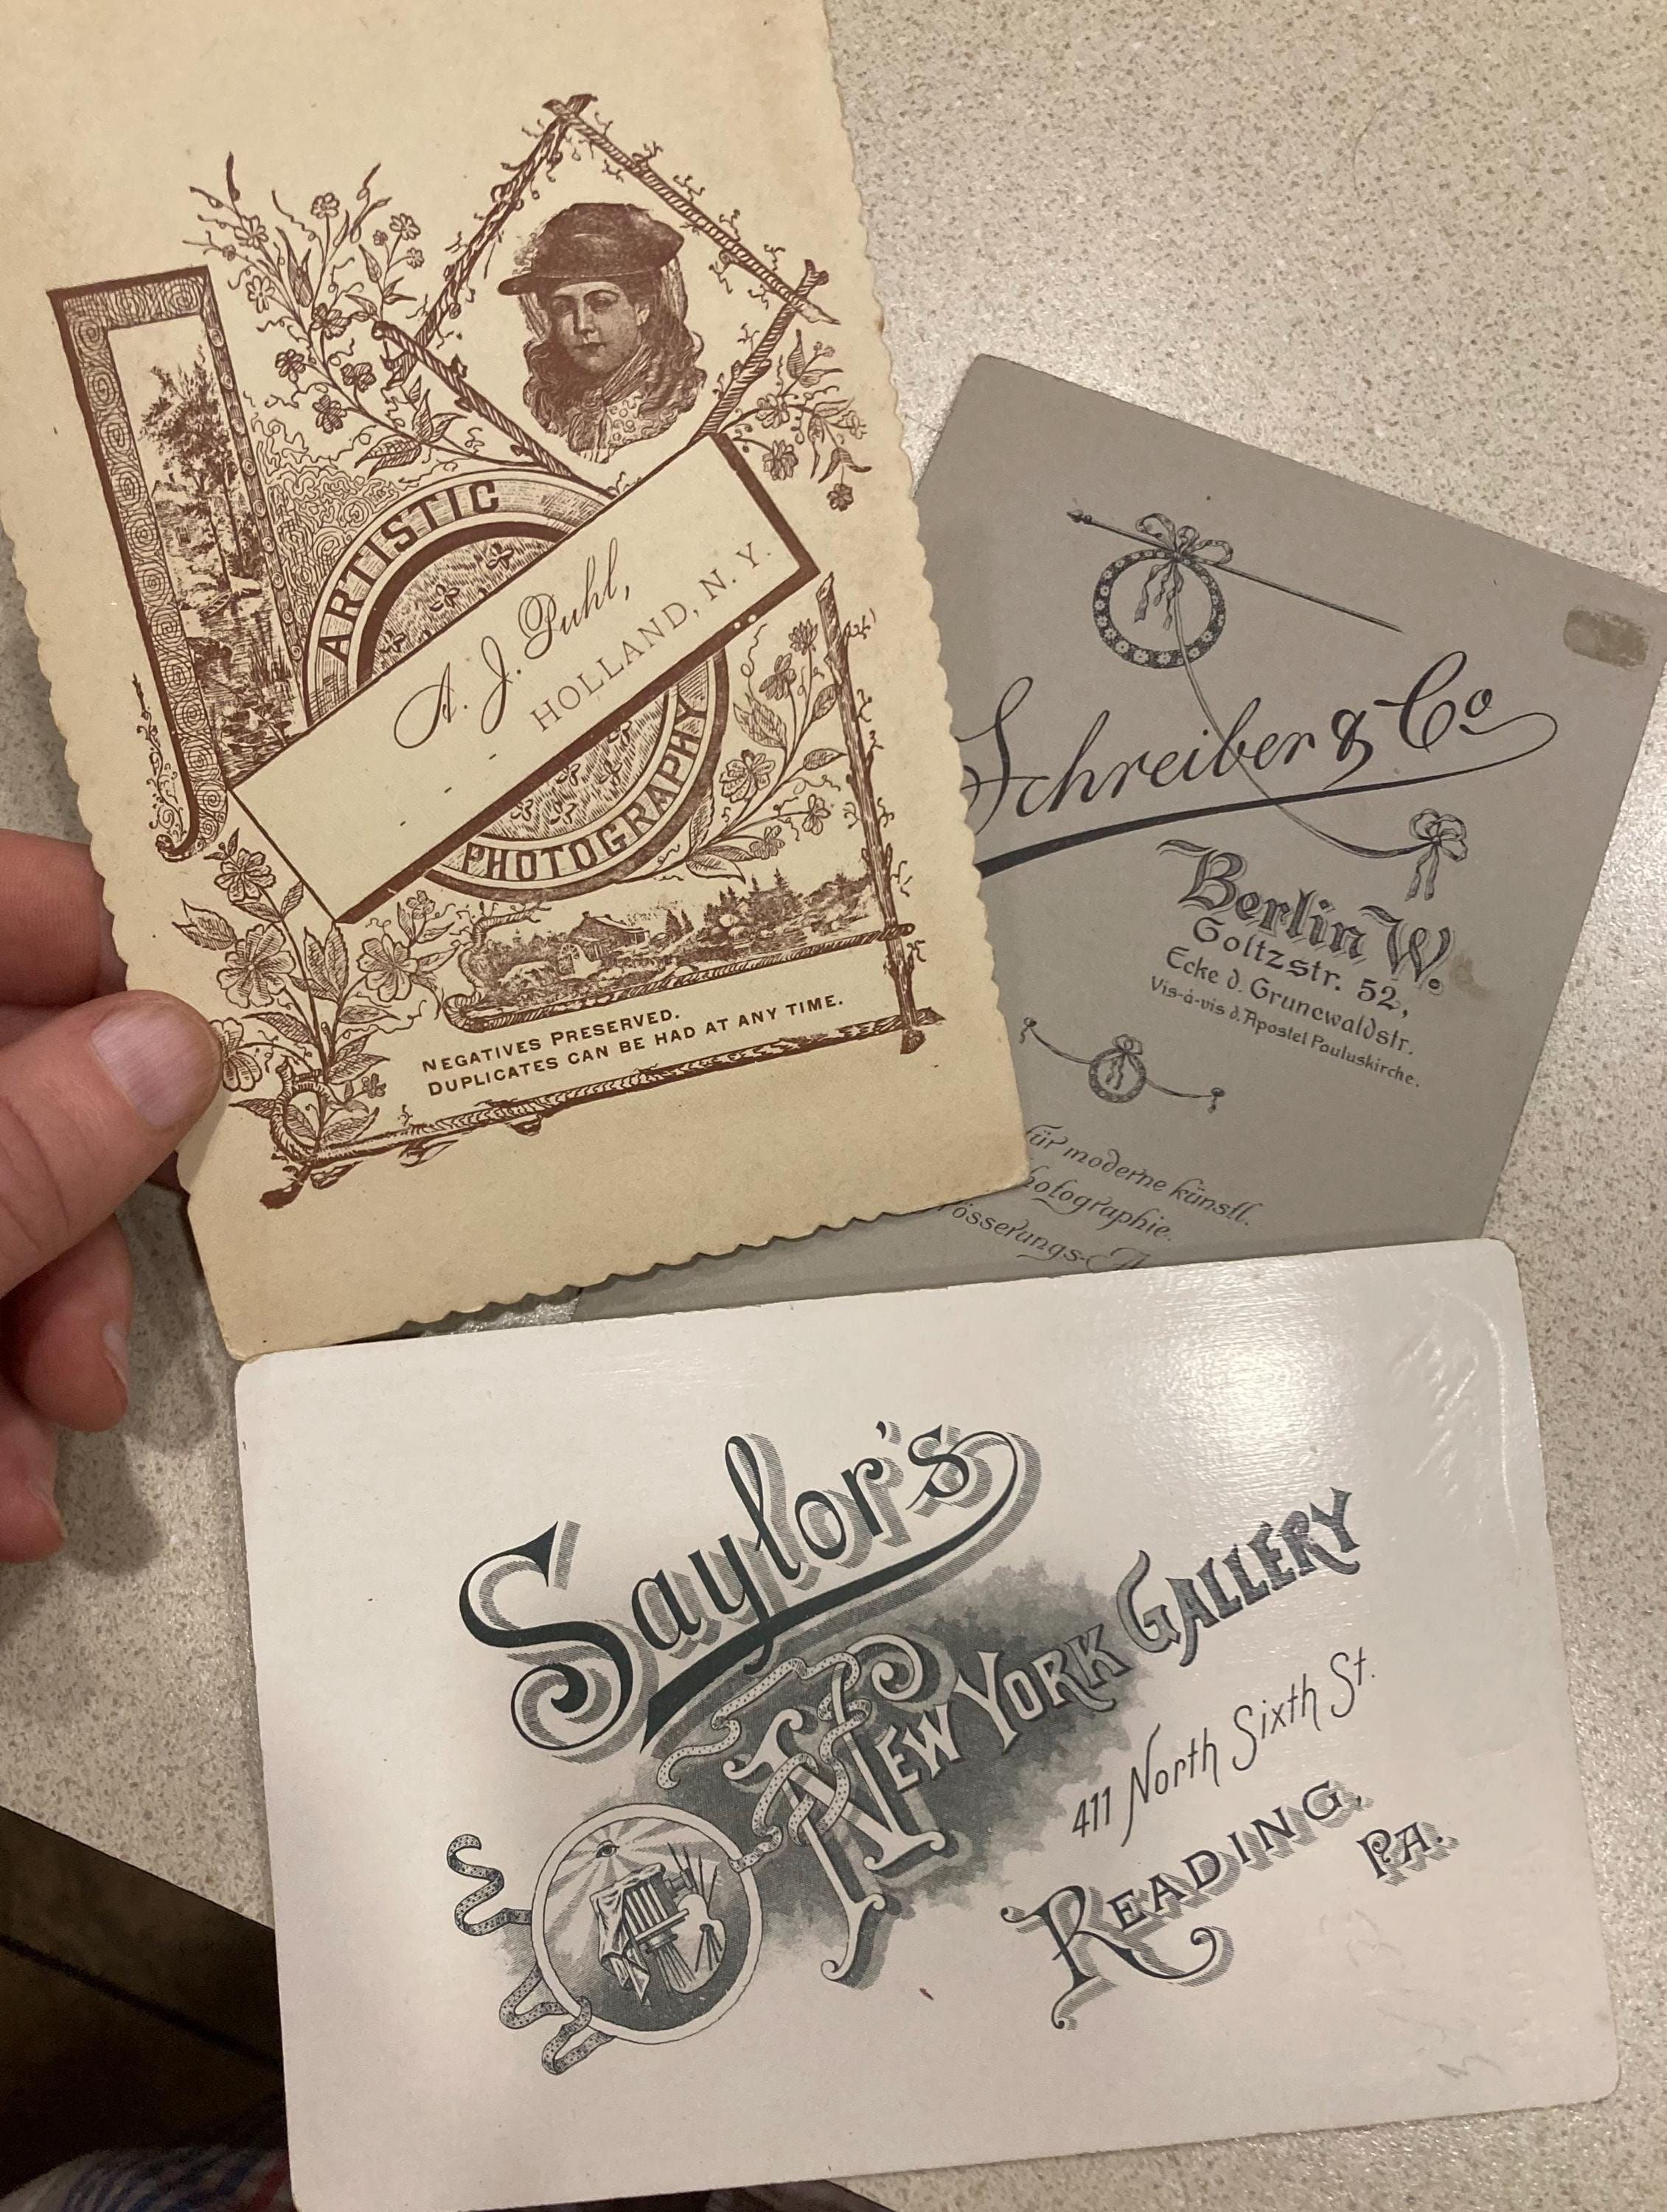 ARTISTIC
A. J. Puhl,
HOLLAND, N. Y.
PHOTOGRAPHY
NEGATIVES PRESERVED.
DUPLICATES CAN BE HAD AT ANY TIME.
Schreiber & Co
Berlin W.
Goltzstr. 52,
Ecke d. Grunewaldstr.
Vis-à-vis d. Apostel Pauluskirche.
für moderne künstl.
Saylor's
NEW YORK GALLERY
411 North Sixth St.
READING,
PA.